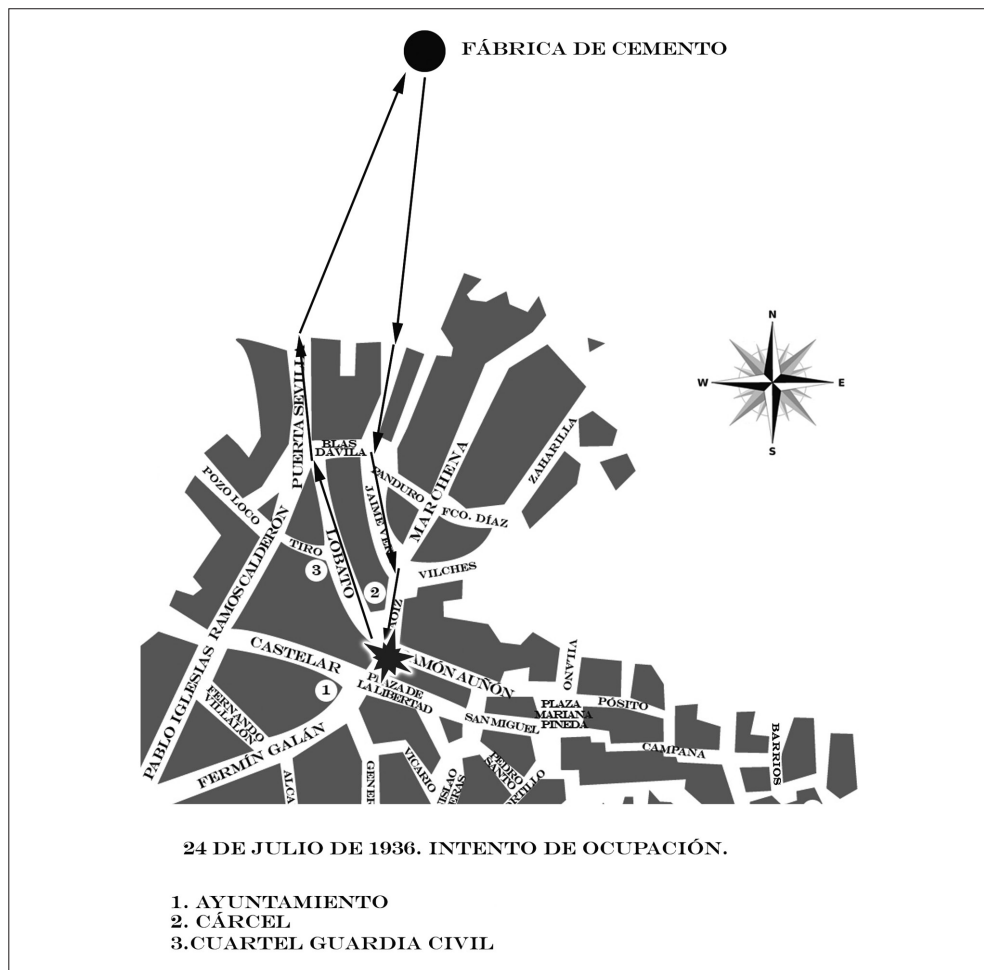 FÁBRICA DE CEMENTO
N
W
E
S
PUERTA SEVILLA
BLAS
DÁVILA
MARCHENA
ZAHARILLA
POZO LOCO
PANDURO
JAIME VERA
FCO. DÍAZ
TIRO
LOBATO
3
VILCHES
2
RAMOS CALDERÓN
PABLO IGLESIAS
CASTELAR
1
PLAZA DE
LA LIBERTAD
VILANO
FERNANDO
VILLALÓN
SAN MIGUEL
PLAZA
MARIANA
PINEDA
PÓSITO
FERMÍN GALÁN
CAMPANA
BARRIOS
VICARIO
PEDRO
SANTO
24 DE JULIO DE 1936. INTENTO DE OCUPACIÓN.
1. AYUNTAMIENTO
2. CÁRCEL
3.CUARTEL GUARDIA CIVIL